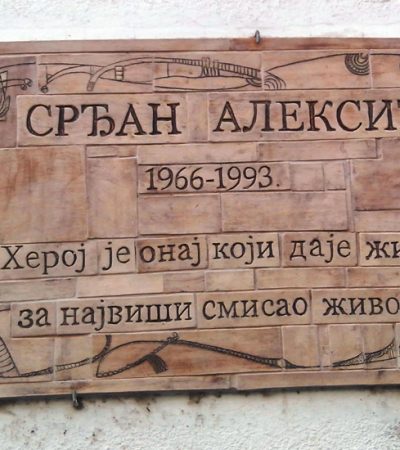 СРЂАН АЛЕКСИ
1966-1993.
Херој је онај који даје жи
за највиши смисао живо